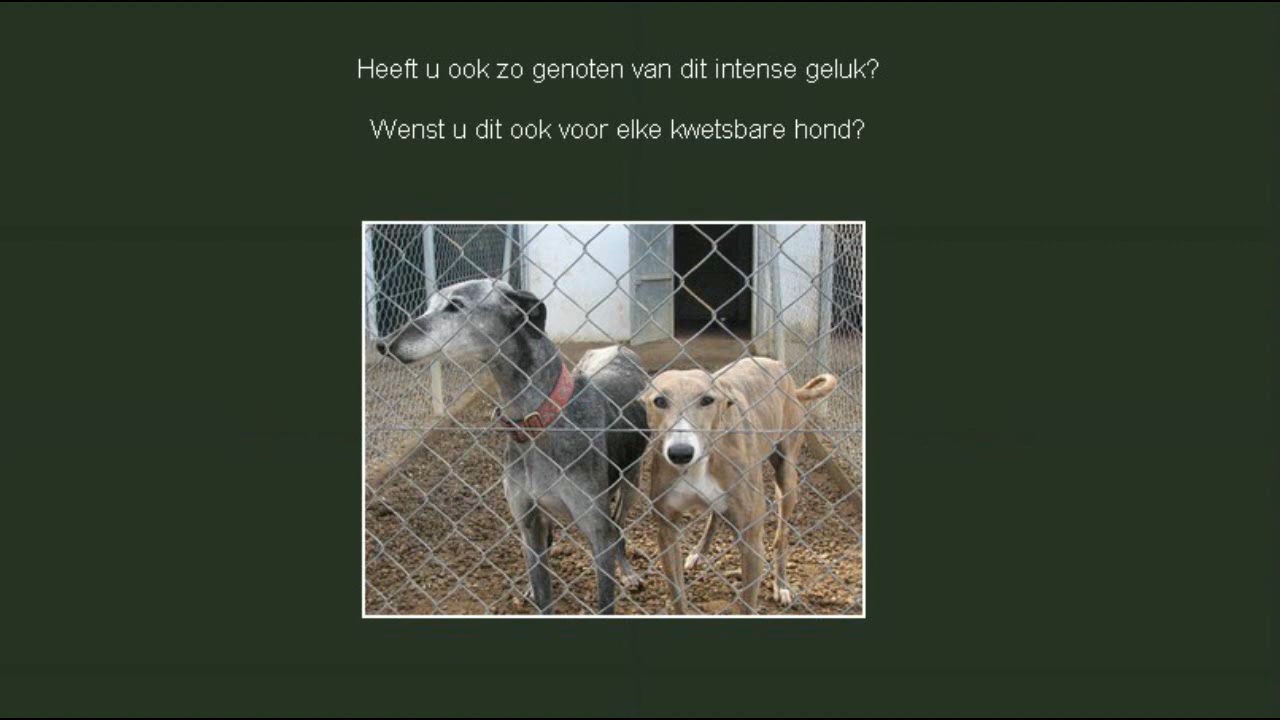 Heeft u ook zo genoten van dit intense geluk?
Wenst u dit ook voor elke kwetsbare hond?